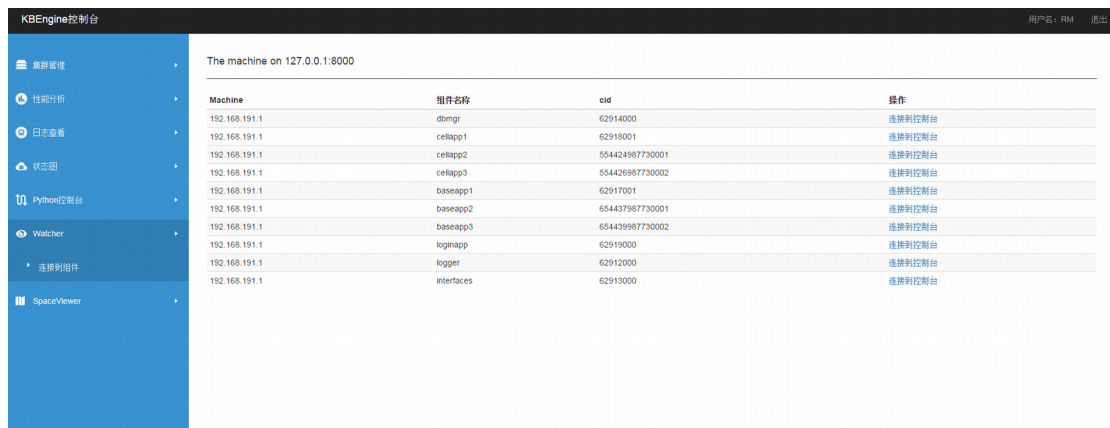 KBEngine控制台
用户名：RM 退出
集群管理
性能分析
日志查看
状态图
Python控制台
Watcher
连接到组件
SpaceViewer
The machine on 127.0.0.1:8000
Machine 组件名称 cid 操作
192.168.191.1 dbmgr 62914000 连接到控制台
192.168.191.1 cellapp1 62918001 连接到控制台
192.168.191.1 cellapp2 554424987730001 连接到控制台
192.168.191.1 cellapp3 554426987730002 连接到控制台
192.168.191.1 baseapp1 62917001 连接到控制台
192.168.191.1 baseapp2 654437987730001 连接到控制台
192.168.191.1 baseapp3 654439987730002 连接到控制台
192.168.191.1 loginapp 62919000 连接到控制台
192.168.191.1 logger 62912000 连接到控制台
192.168.191.1 interfaces 62913000 连接到控制台